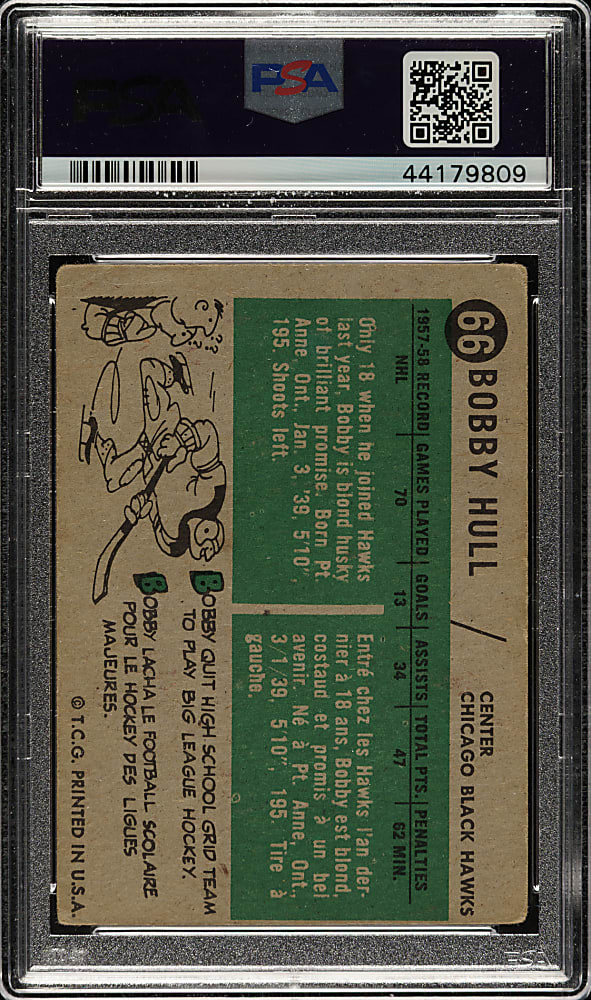 PSA
PSA
44179809
66 BOBBY HULL
CENTER
CHICAGO BLACK HAWKS
1957-58 RECORD | GAMES PLAYED | GOALS | ASSISTS | TOTAL PTS. | PENALTIES
NHL 70 13 34 47 62 MIN.
Only 18 when he joined Hawks
last year, Bobby is blond husky
of brilliant promise. Born Pt.
Anne, Ont., Jan. 3, '39, 5'10",
195. Shoots left.
Entré chez les Hawks l'an der-
nier à 18 ans, Bobby est blond,
costaud et promis à un bel
avenir. Né à Pt. Anne, Ont.,
3/1/39, 5'10", 195. Tire à
gauche.
???
BOBBY QUIT HIGH SCHOOL GRID TEAM
TO PLAY BIG LEAGUE HOCKEY.
BOBBY LACHA LE FOOTBALL SCOLAIRE
POUR LE HOCKEY DES LIGUES
MAJEURES.
© T.C.G. PRINTED IN U.S.A.
PSA